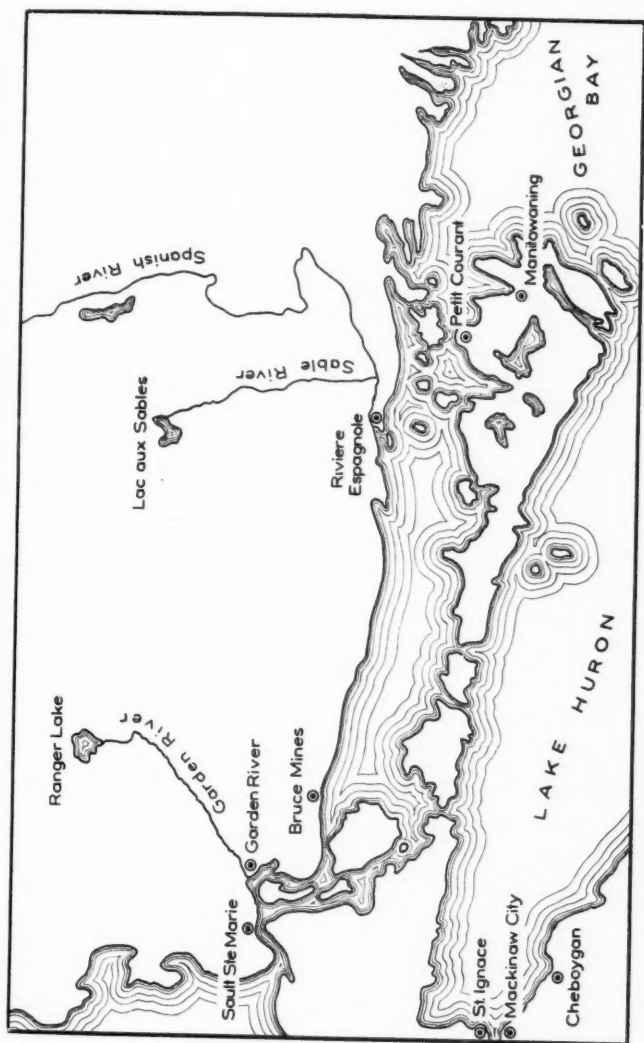 Ranger Lake
Spanish River
Lac aux Sables
Garden River
Sable River
Sault Ste Marie
Garden River
Bruce Mines
Riviere
Espagnole
Petit Courant
Manitowaning
GEORGIAN
BAY
St. Ignace
Mackinaw City
LAKE HURON
Cheboygan